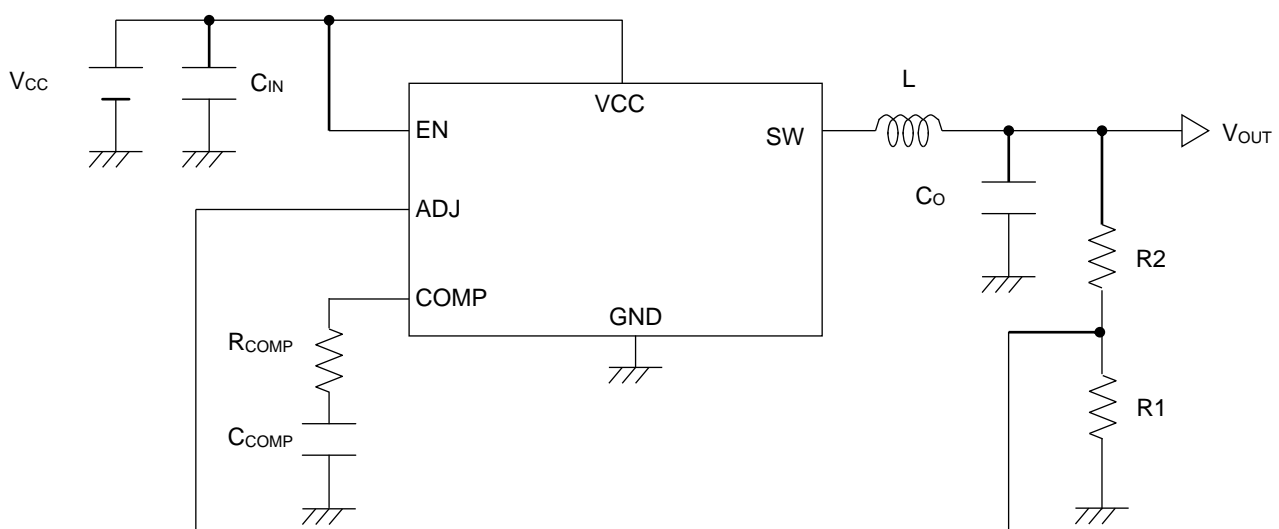 VCC
CIN
VCC
L
EN
SW
VOUT
CO
ADJ
R2
COMP
GND
RCOMP
R1
CCOMP